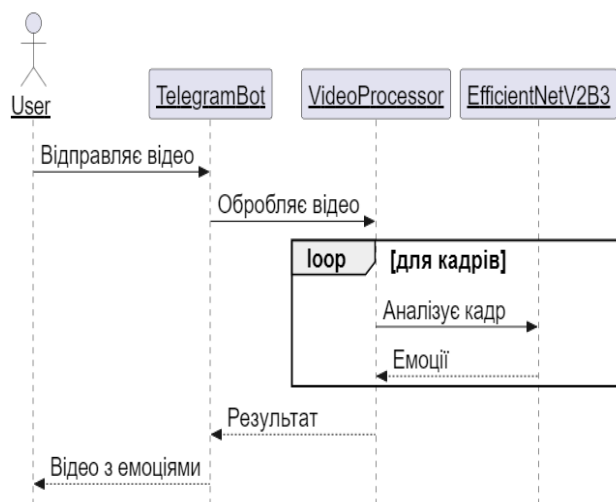 User
TelegramBot
VideoProcessor
EfficientNetV2B3
Відправляє відео
Обробляє відео
loop
[для кадрів]
Аналізує кадр
Емоції
Результат
Відео з емоціями